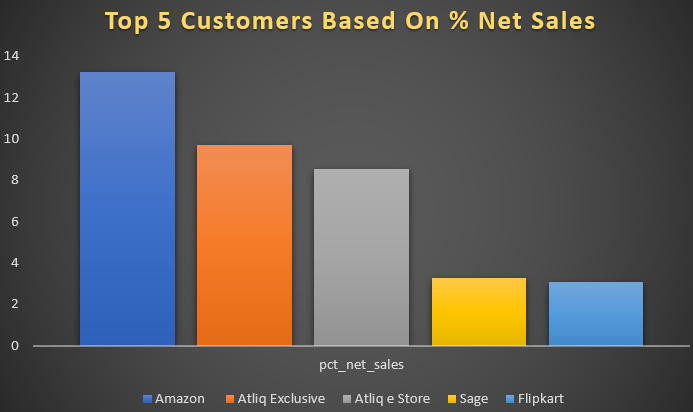 Top 5 Customers Based On % Net Sales
14
12
10
8
6
4
2
0
pct_net_sales
Amazon Atliq Exclusive Atliq e Store Sage Flipkart